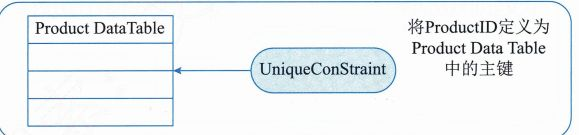 Product DataTable
UniqueConStraint
将ProductID定义为
Product Data Table
中的主键